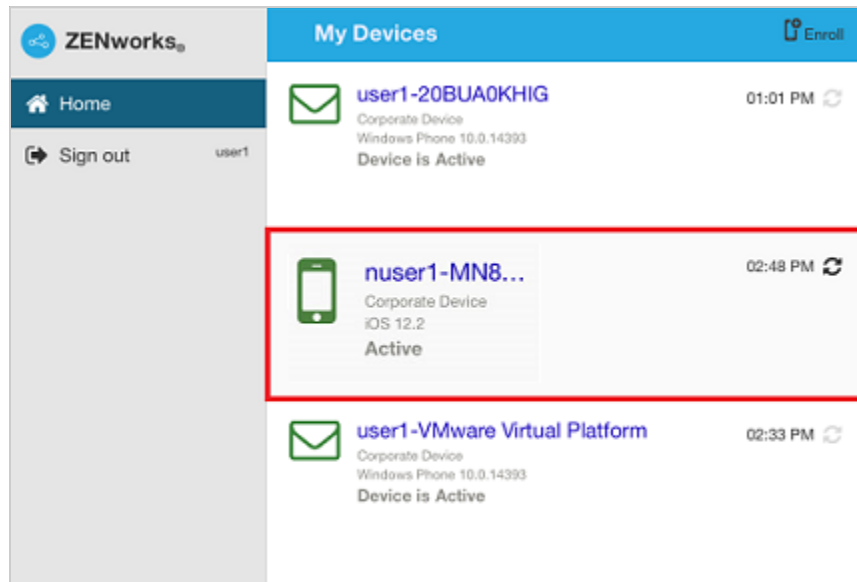 ZENworks®
My Devices
Enroll
Home
Sign out
user1
user1-20BUA0KHIG
01:01 PM
Corporate Device
Windows Phone 10.0.14393
Device is Active
nuser1-MN8...
02:48 PM
Corporate Device
iOS 12.2
Active
user1-VMware Virtual Platform
02:33 PM
Corporate Device
Windows Phone 10.0.14393
Device is Active